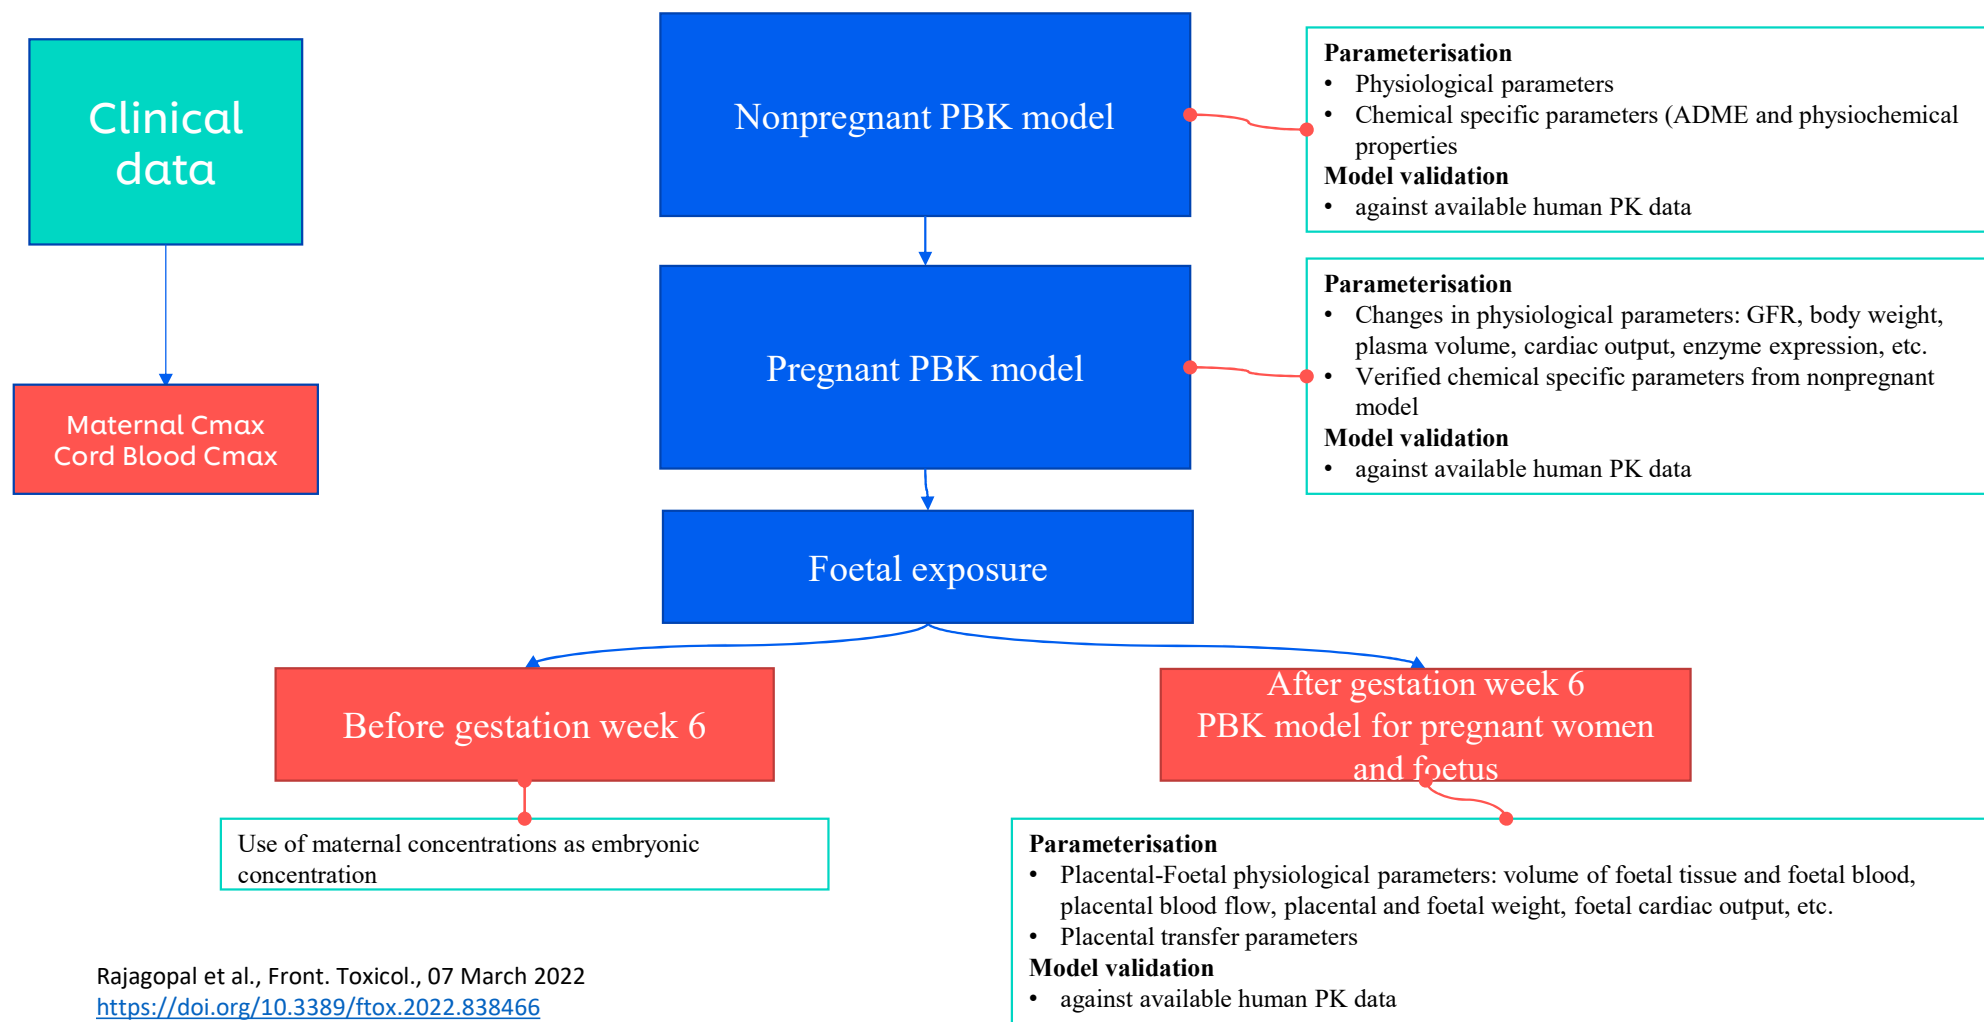 Clinical
data
Maternal Cmax
Cord Blood Cmax
Nonpregnant PBK model
Parameterisation
• Physiological parameters
• Chemical specific parameters (ADME and physiochemical
properties
Model validation
• against available human PK data
Pregnant PBK model
Parameterisation
• Changes in physiological parameters: GFR, body weight,
plasma volume, cardiac output, enzyme expression, etc.
• Verified chemical specific parameters from nonpregnant
model
Model validation
• against available human PK data
Foetal exposure
Before gestation week 6
Use of maternal concentrations as embryonic
concentration
After gestation week 6
PBK model for pregnant women
and foetus
Parameterisation
• Placental-Foetal physiological parameters: volume of foetal tissue and foetal blood,
placental blood flow, placental and foetal weight, foetal cardiac output, etc.
• Placental transfer parameters
Model validation
• against available human PK data
Rajagopal et al., Front. Toxicol., 07 March 2022
https://doi.org/10.3389/ftox.2022.838466